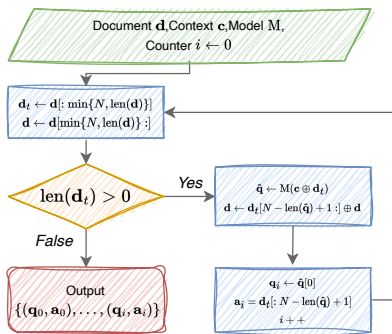 Document d,Context c,Model M,
Counter i ← 0
d_t ← d[: min{N, len(d)}]
d ← d[min{N, len(d)} :]
len(d_t) > 0
Yes
False
q̂ ← M(c ⊕ d_t)
d ← d_t[N − len(q̂) + 1 :] ⊕ d
Output
{(q_0, a_0), . . . , (q_i, a_i)}
q_i ← q̂[0]
a_i = d_t[: N − len(q̂) + 1]
i + +